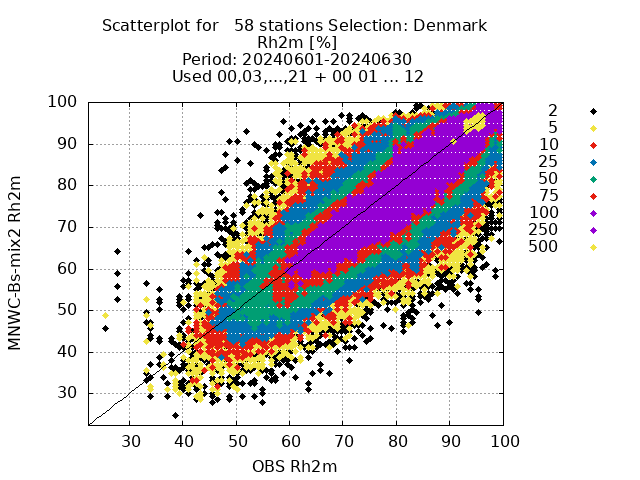 Scatterplot for   58 stations Selection: Denmark
Rh2m [%]
Period: 20240601-20240630
Used 00,03,...,21 + 00 01 ... 12
100
90
80
70
60
50
40
30
MNWC-Bs-mix2 Rh2m
30 40 50 60 70 80 90 100
OBS Rh2m
2
5
10
25
50
75
100
250
500